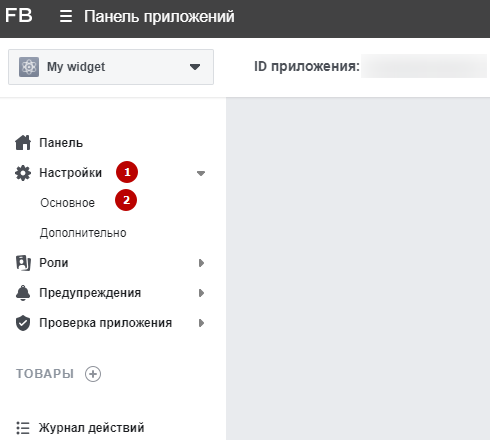 FB Панель приложений
My widget ID приложения:
Панель
Настройки 1
Основное 2
Дополнительно
Роли
Предупреждения
Проверка приложения
ТОВАРЫ
Журнал действий